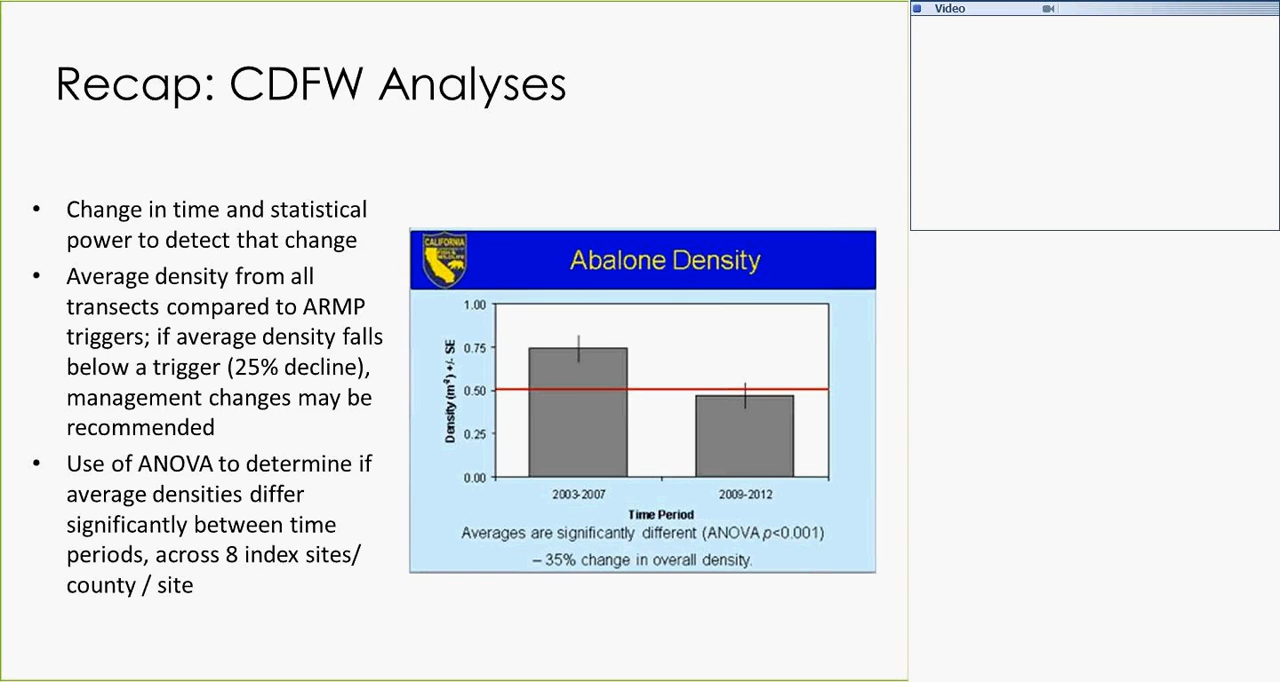 Video
Recap: CDFW Analyses
• Change in time and statistical
power to detect that change
• Average density from all
transects compared to ARMP
triggers; if average density falls
below a trigger (25% decline),
management changes may be
recommended
• Use of ANOVA to determine if
average densities differ
significantly between time
periods, across 8 index sites/
county / site
CALIFORNIA
FISH &
WILDLIFE
Abalone Density
Density (m²) +/- SE
1.00
0.75
0.50
0.25
0.00
2003-2007
2009-2012
Time Period
Averages are significantly different (ANOVA p<0.001)
– 35% change in overall density.